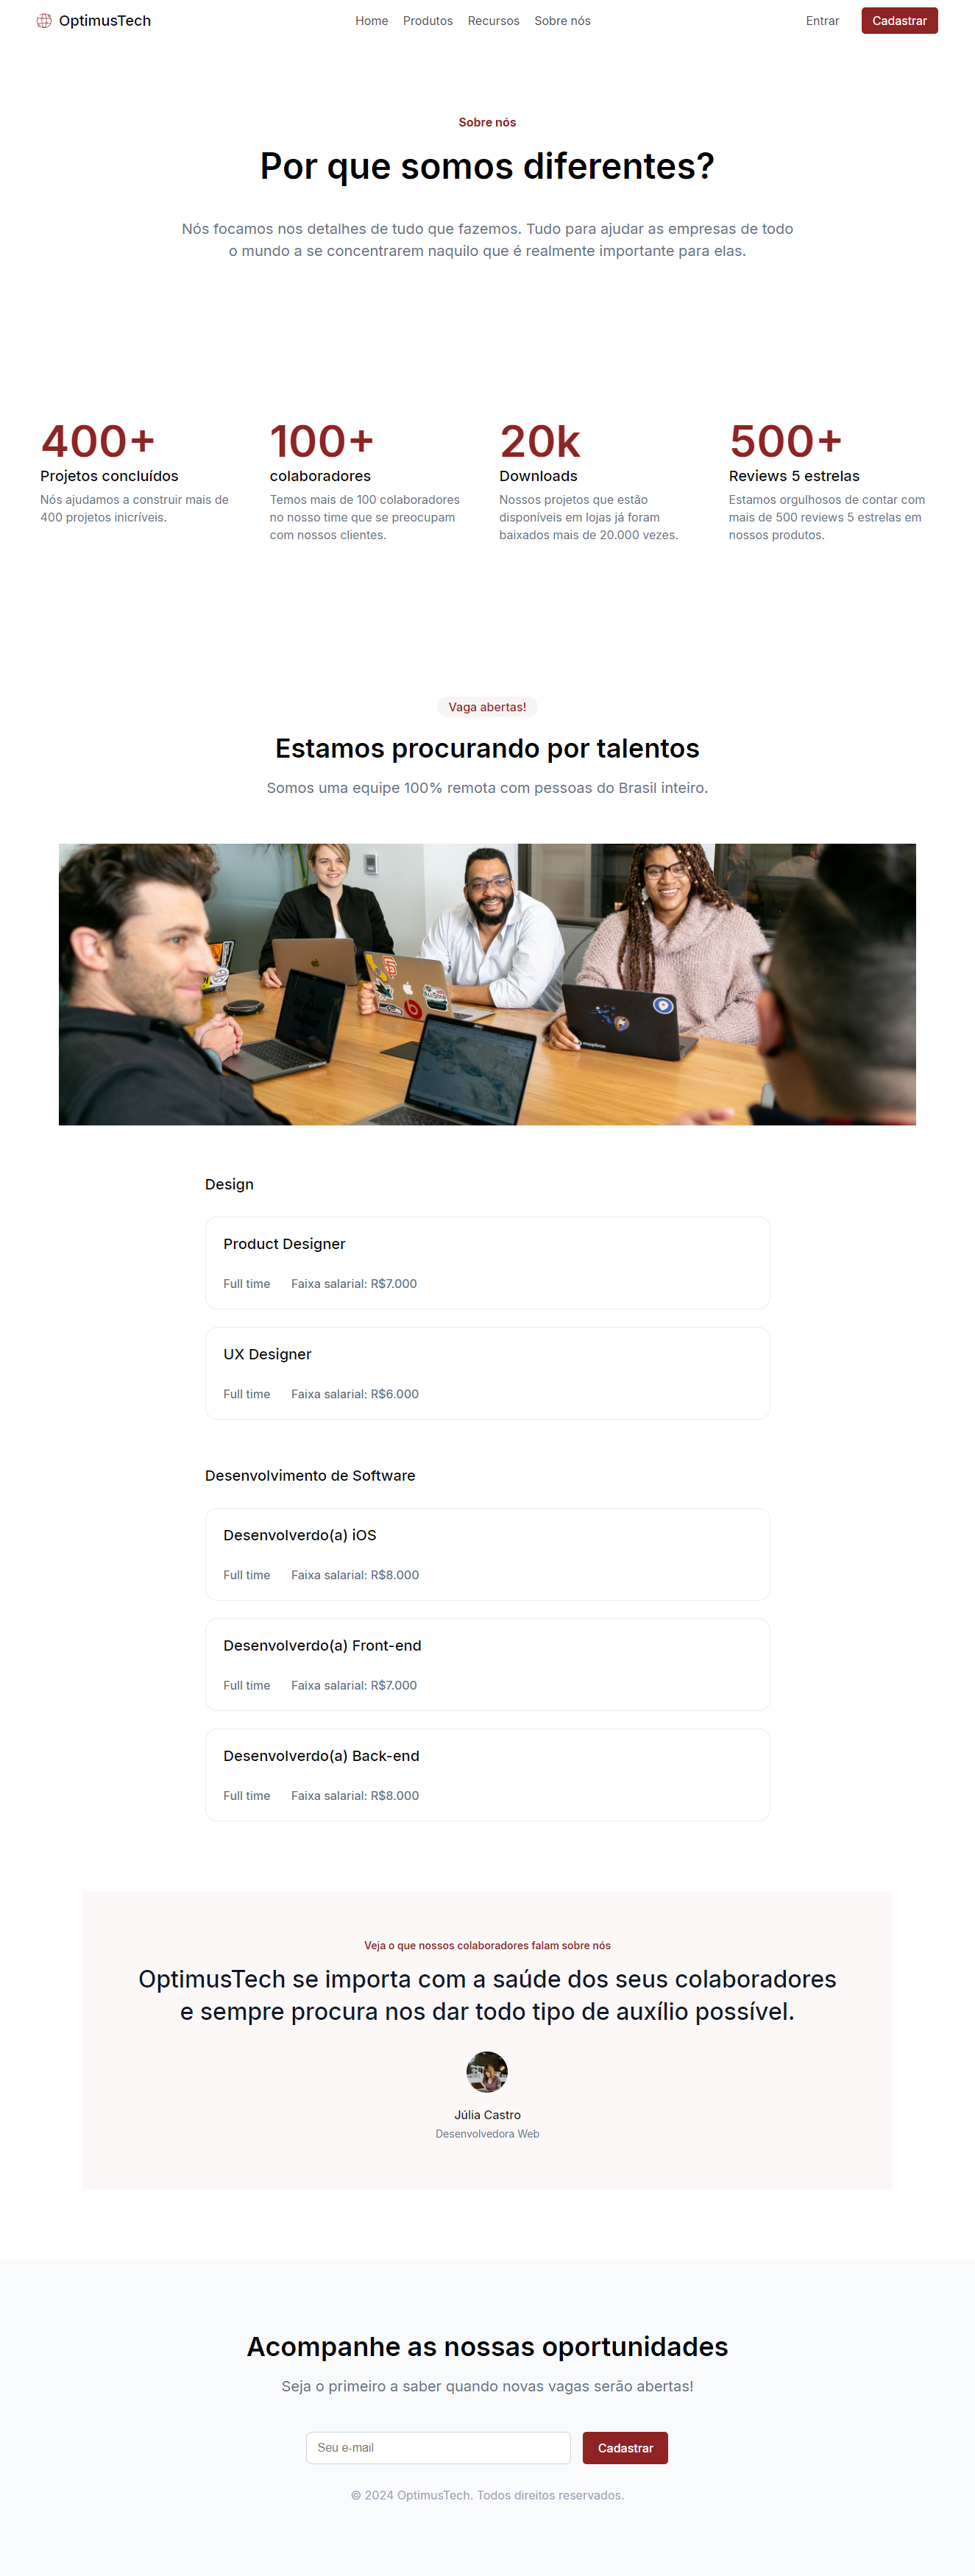 OptimusTech
Home Produtos Recursos Sobre nós
Entrar
Cadastrar
Sobre nós
Por que somos diferentes?
Nós focamos nos detalhes de tudo que fazemos. Tudo para ajudar as empresas de todo
o mundo a se concentrarem naquilo que é realmente importante para elas.
400+
Projetos concluídos
Nós ajudamos a construir mais de
400 projetos inicríveis.
100+
colaboradores
Temos mais de 100 colaboradores
no nosso time que se preocupam
com nossos clientes.
20k
Downloads
Nossos projetos que estão
disponíveis em lojas já foram
baixados mais de 20.000 vezes.
500+
Reviews 5 estrelas
Estamos orgulhosos de contar com
mais de 500 reviews 5 estrelas em
nossos produtos.
Vaga abertas!
Estamos procurando por talentos
Somos uma equipe 100% remota com pessoas do Brasil inteiro.
mapbox
Design
Product Designer
Full time Faixa salarial: R$7.000
UX Designer
Full time Faixa salarial: R$6.000
Desenvolvimento de Software
Desenvolverdo(a) iOS
Full time Faixa salarial: R$8.000
Desenvolverdo(a) Front-end
Full time Faixa salarial: R$7.000
Desenvolverdo(a) Back-end
Full time Faixa salarial: R$8.000
Veja o que nossos colaboradores falam sobre nós
OptimusTech se importa com a saúde dos seus colaboradores
e sempre procura nos dar todo tipo de auxílio possível.
Júlia Castro
Desenvolvedora Web
Acompanhe as nossas oportunidades
Seja o primeiro a saber quando novas vagas serão abertas!
Seu e-mail
Cadastrar
© 2024 OptimusTech. Todos direitos reservados.